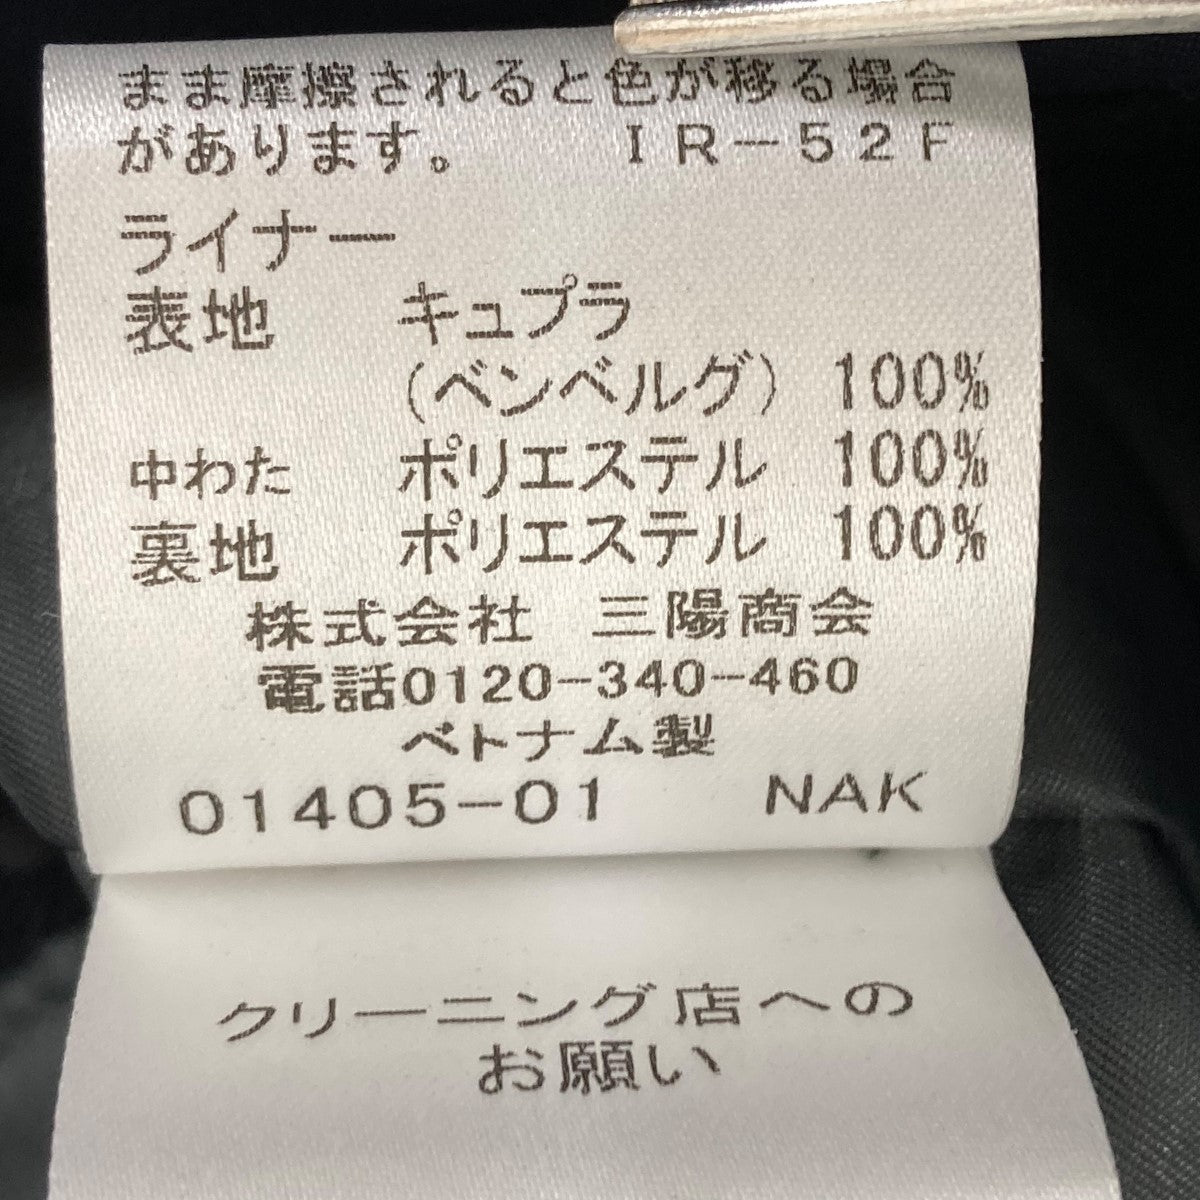 まま摩擦されると色が移る場合
があります。 IR-52F
ライナー
表地 キュプラ
(ベンベルグ) 100%
中わた ポリエステル 100%
裏地 ポリエステル 100%
株式会社 三陽商会
電話0120-340-460
ベトナム製
01405-01 NAK
クリーニング店への
お願い